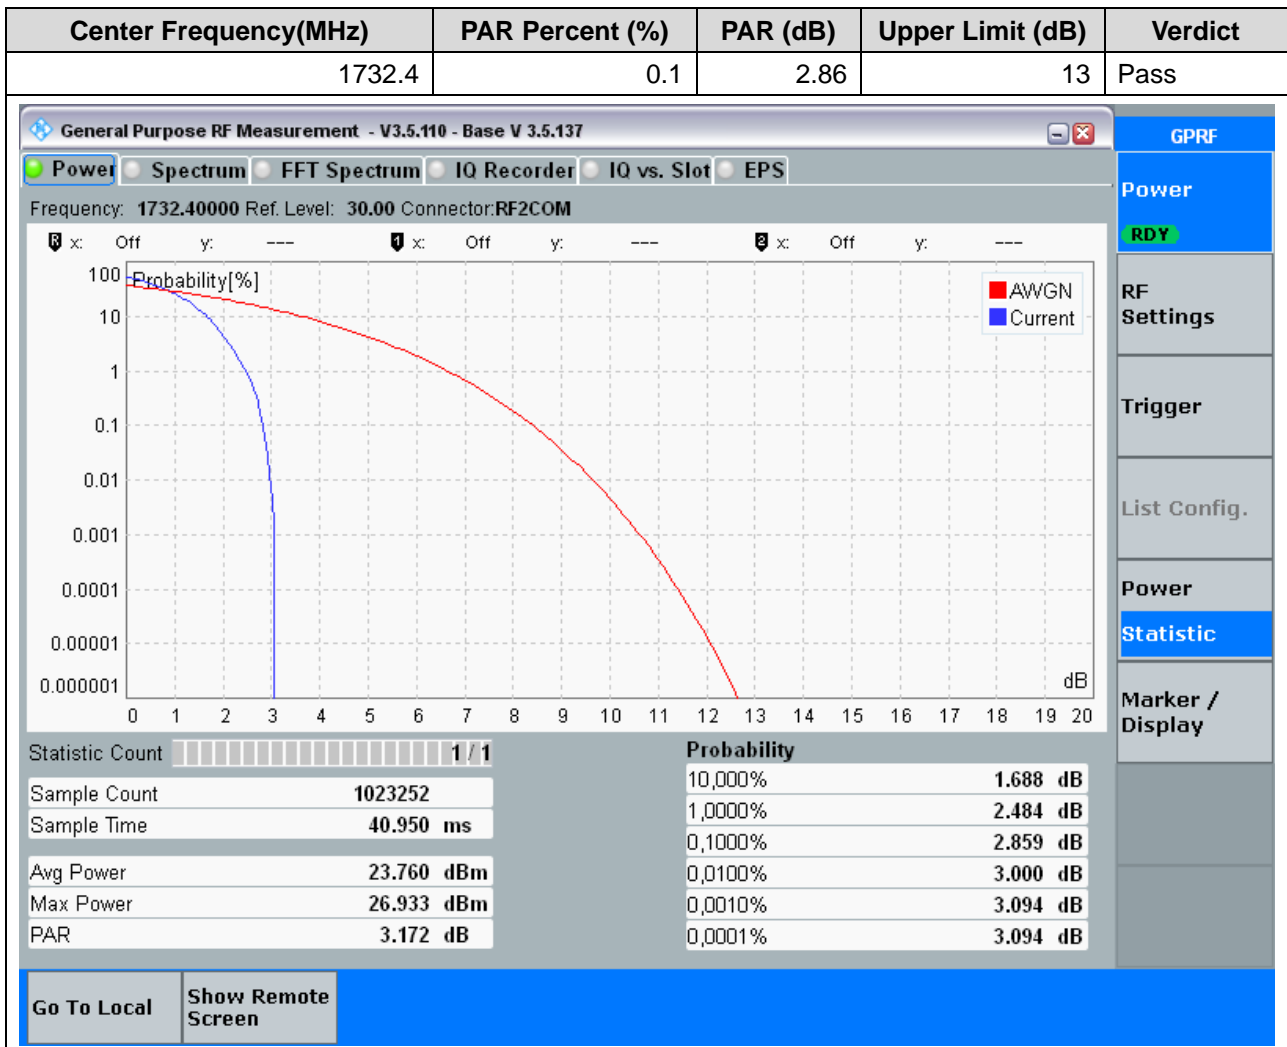 Center Frequency(MHz) PAR Percent (%) PAR (dB) Upper Limit (dB) Verdict
1732.4 0.1 2.86 13 Pass
General Purpose RF Measurement - V3.5.110 - Base V 3.5.137
GPRF
Power Spectrum FFT Spectrum IQ Recorder IQ vs. Slot EPS
Frequency: 1732.40000 Ref. Level: 30.00 Connector:RF2COM
R x: Off y: --- 1 x: Off y: --- 2 x: Off y: ---
Probability[%]
AWGN
Current
100
10
1
0.1
0.01
0.001
0.0001
0.00001
0.000001
dB
0 1 2 3 4 5 6 7 8 9 10 11 12 13 14 15 16 17 18 19 20
Statistic Count 1 / 1
Sample Count 1023252
Sample Time 40.950 ms
Avg Power 23.760 dBm
Max Power 26.933 dBm
PAR 3.172 dB
Probability
10,000% 1.688 dB
1,0000% 2.484 dB
0,1000% 2.859 dB
0,0100% 3.000 dB
0,0010% 3.094 dB
0,0001% 3.094 dB
Power
RDY
RF
Settings
Trigger
List Config.
Power
Statistic
Marker /
Display
Go To Local
Show Remote
Screen